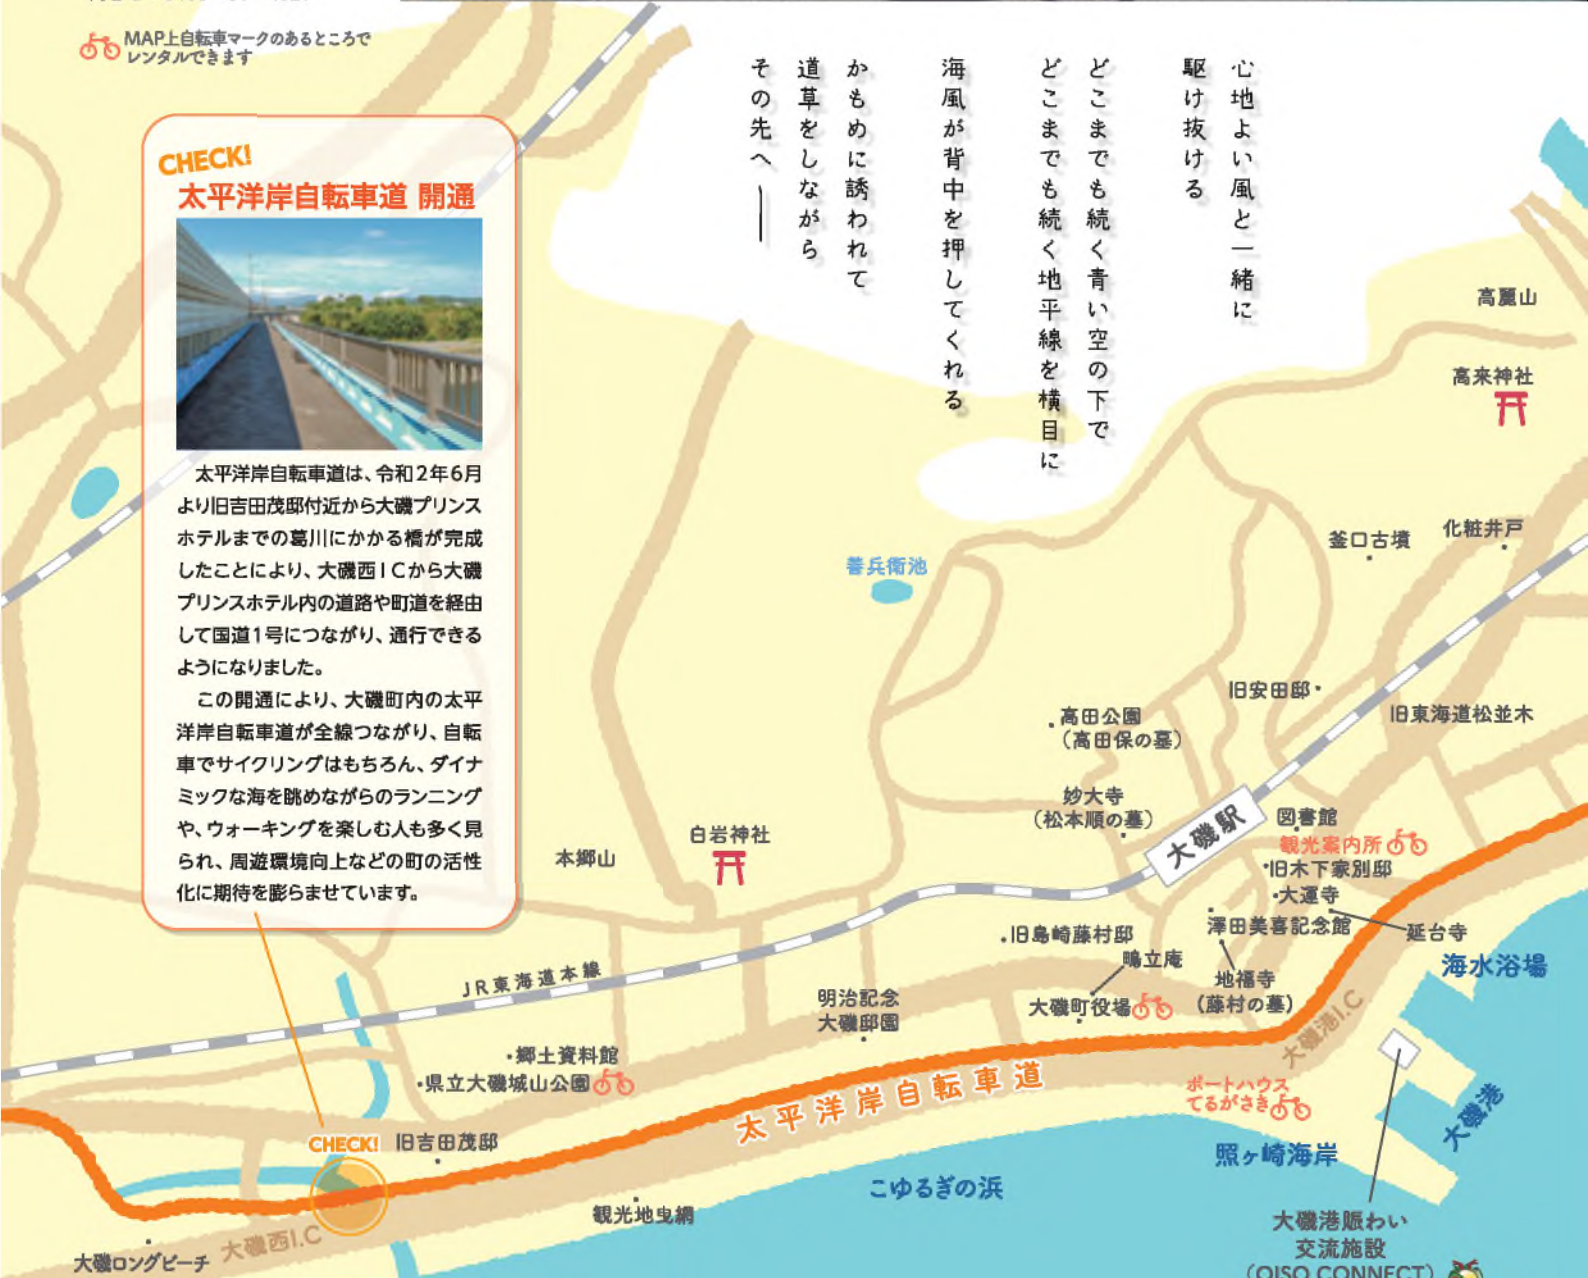 MAP上自転車マークのあるところで
レンタルできます
心地よい風と一緒に
駆け抜ける
どこまでも続く青い空の下で
どこまでも続く地平線を横目に
海風が背中を押してくれる
かもめに誘われて
道草をしながら
その先へ——
CHECK!
太平洋岸自転車道 開通
太平洋岸自転車道は、令和2年6月
より旧吉田茂邸付近から大磯プリンス
ホテルまでの葛川にかかる橋が完成
したことにより、大磯西ICから大磯
プリンスホテル内の道路や町道を経由
して国道1号につながり、通行できる
ようになりました。
この開通により、大磯町内の太平
洋岸自転車道が全線つながり、自転
車でサイクリングはもちろん、ダイナ
ミックな海を眺めながらのランニング
や、ウォーキングを楽しむ人も多く見
られ、周遊環境向上などの町の活性
化に期待を膨らませています。
高麗山
高来神社
釜口古墳
化粧井戸
善兵衛池
旧安田邸
旧東海道松並木
高田公園
（高田保の墓）
妙大寺
（松本順の墓）
大磯駅
図書館
観光案内所
旧木下家別邸
大運寺
延台寺
澤田美喜記念館
地福寺
（藤村の墓）
白岩神社
本郷山
旧島崎藤村邸
鴫立庵
大磯町役場
海水浴場
JR東海道本線
明治記念
大磯邸園
大磯港I.C
郷土資料館
県立大磯城山公園
太平洋岸自転車道
ポートハウス
てるがさき
大磯港
CHECK!
旧吉田茂邸
照ヶ崎海岸
こゆるぎの浜
観光地曳網
大磯西I.C
大磯ロングビーチ
大磯港賑わい
交流施設
（OISO CONNECT）